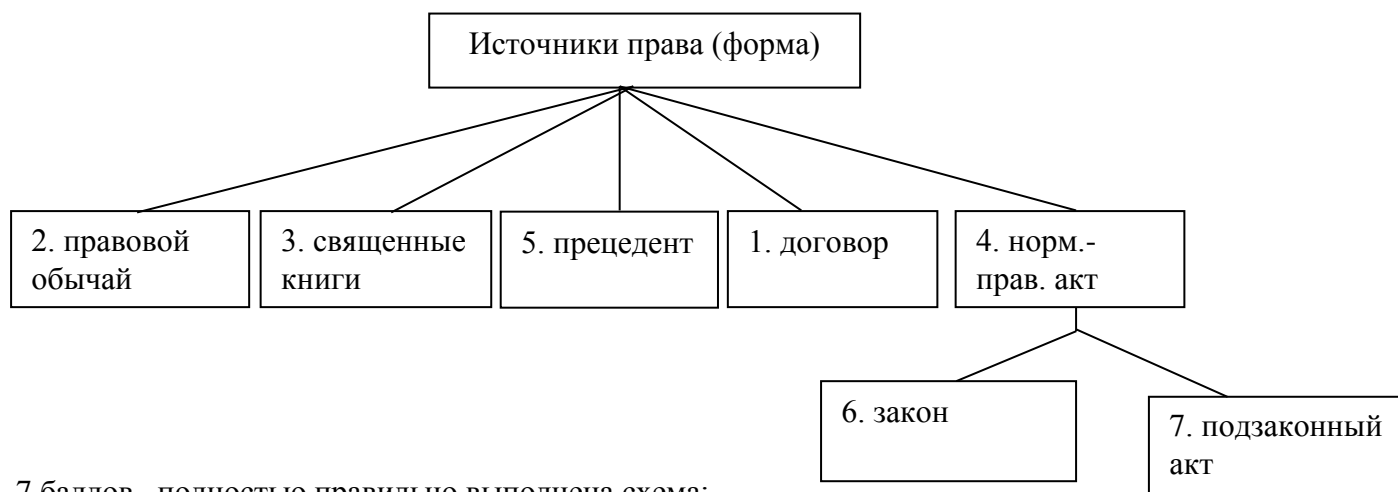 Источники права (форма)
2. правовой
обычай
3. священные
книги
5. прецедент
1. договор
4. норм.-
прав. акт
6. закон
7. подзаконный
акт
7 баллов – полностью правильно выполнена схема;